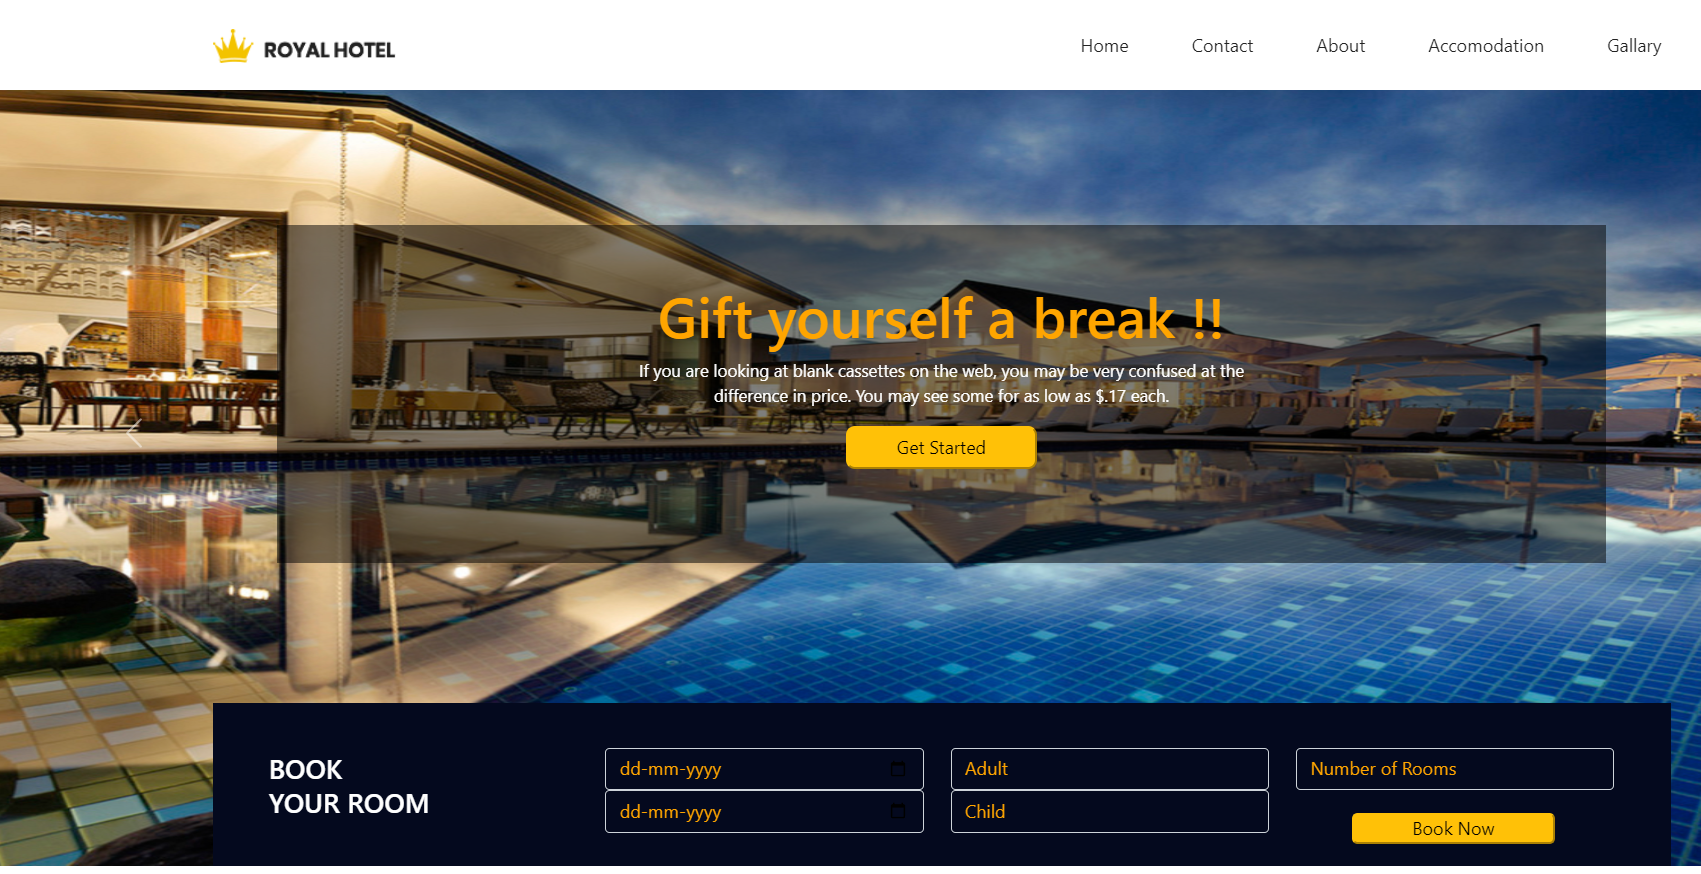 ROYAL HOTEL
Home
Contact
About
Accomodation
Gallary
Gift yourself a break !!
If you are looking at blank cassettes on the web, you may be very confused at the
difference in price. You may see some for as low as $.17 each.
Get Started
BOOK
YOUR ROOM
dd-mm-yyyy
dd-mm-yyyy
Adult
Child
Number of Rooms
Book Now